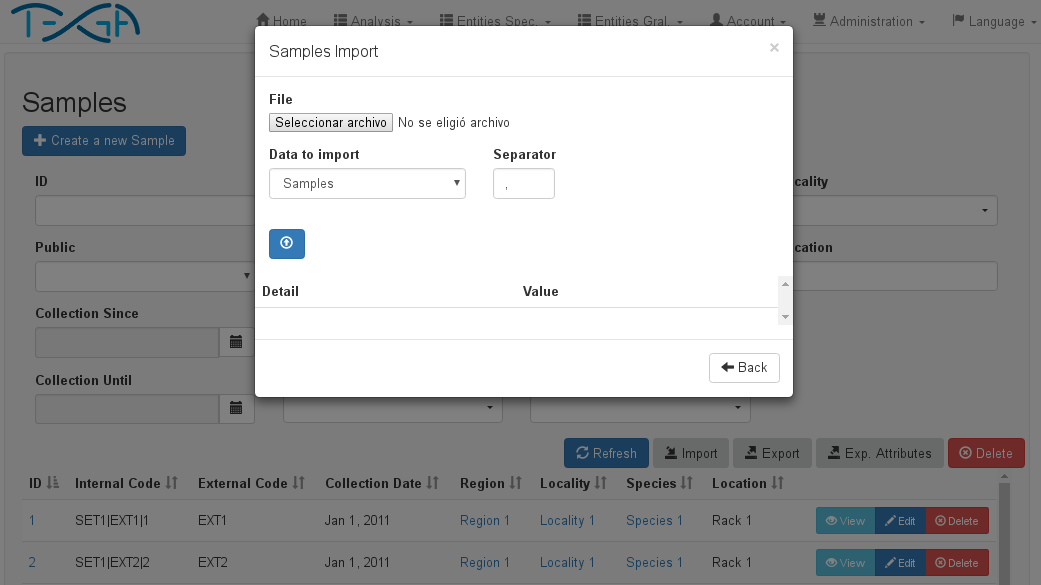 TEXGH
Home Analysis Entities Spec. Entities Gral. Account Administration Language
Samples Import ×
File
Seleccionar archivo No se eligió archivo
Data to import Separator
Samples ,
Detail Value
Back
Samples
Create a new Sample
ID cality
Public cation
Collection Since
Collection Until
Refresh Import Export Exp. Attributes Delete
ID Internal Code External Code Collection Date Region Locality Species Location
1 SET1|EXT1|1 EXT1 Jan 1, 2011 Region 1 Locality 1 Species 1 Rack 1 View Edit Delete
2 SET1|EXT2|2 EXT2 Jan 1, 2011 Region 1 Locality 1 Species 1 Rack 1 View Edit Delete